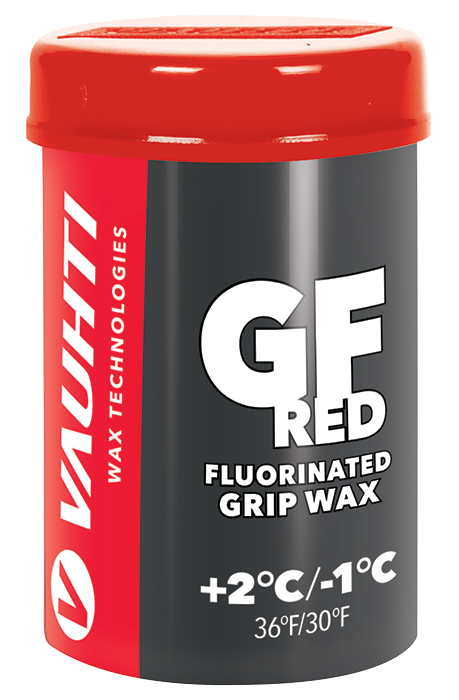 VAUHTI
WAX TECHNOLOGIES
GF
RED
FLUORINATED
GRIP WAX
+2°C/-1°C
36°F/30°F